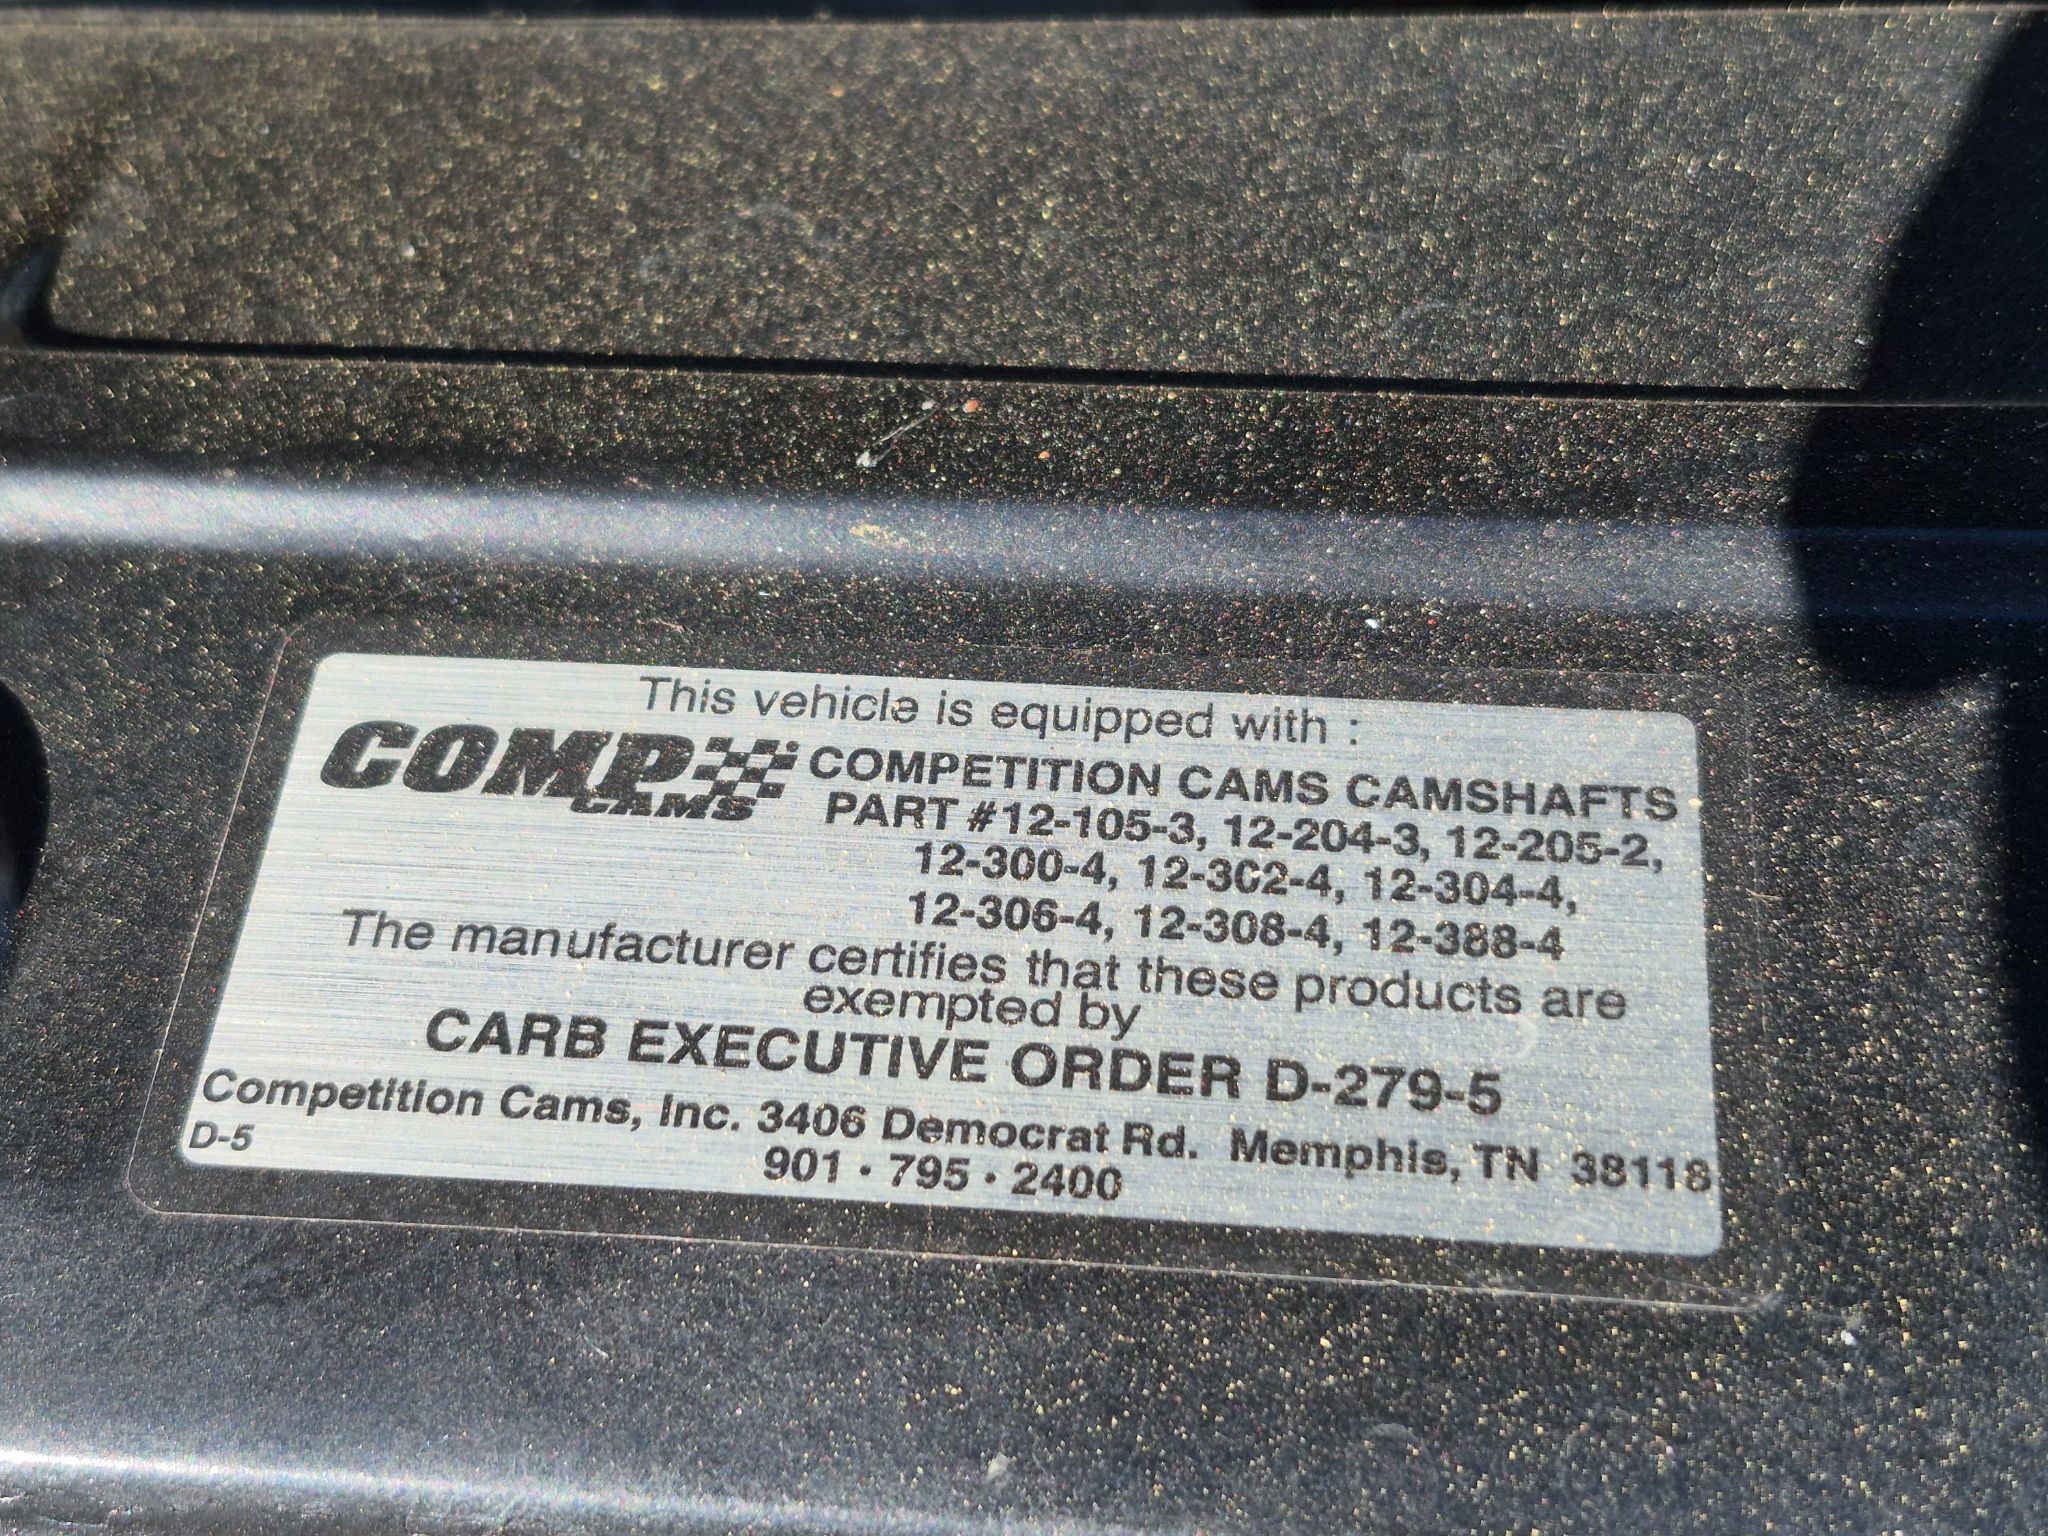 This vehicle is equipped with :
COMP CAMS
COMPETITION CAMS CAMSHAFTS
PART #12-105-3, 12-204-3, 12-205-2,
12-300-4, 12-302-4, 12-304-4,
12-306-4, 12-308-4, 12-388-4
The manufacturer certifies that these products are
exempted by
CARB EXECUTIVE ORDER D-279-5
Competition Cams, Inc. 3406 Democrat Rd. Memphis, TN 38118
D-5
901 · 795 · 2400